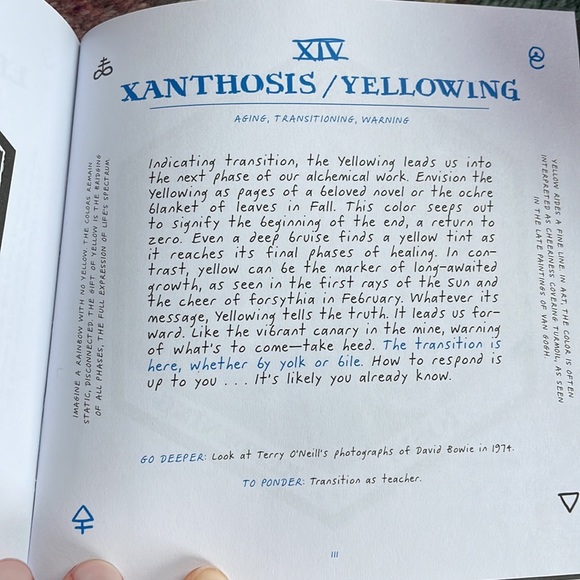 XIV
XANTHOSIS/YELLOWING
AGING, TRANSITIONING, WARNING
Indicating transition, the Yellowing leads us into
the next phase of our alchemical work. Envision the
Yellowing as pages of a beloved novel or the ochre
blanket of leaves in Fall. This color seeps out
to signify the beginning of the end, a return to
zero. Even a deep bruise finds a yellow tint as
it reaches its final phases of healing. In con-
trast, yellow can be the marker of long-awaited
growth, as seen in the first rays of the Sun and
the cheer of forsythia in February. Whatever its
message, Yellowing tells the truth. It leads us for-
ward. Like the vibrant canary in the mine, warning
of what's to come—take heed. The transition is
here, whether by yolk or bile. How to respond is
up to you . . . It's likely you already know.
GO DEEPER: Look at Terry O'Neill's photographs of David Bowie in 1974.
TO PONDER: Transition as teacher.
IMAGINE A RAINBOW WITH NO YELLOW; THE COLORS REMAIN
STATIC, DISCONNECTED. THE GIFT OF YELLOW IS THE BRIDGING
OF ALL PHASES, THE FULL EXPRESSION OF LIFE'S SPECTRUM.
YELLOW RIDES A FINE LINE. IN ART, THE COLOR IS OFTEN
INTERPRETED AS CHEERINESS COVERING TURMOIL, AS SEEN
IN THE LATE PAINTINGS OF VAN GOGH.
111